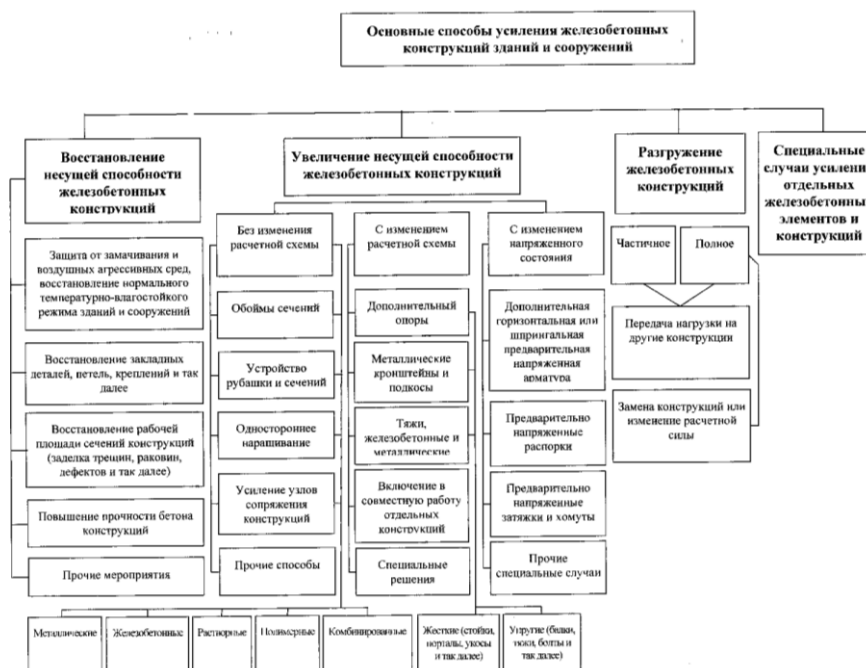 Основные способы усиления железобетонных
конструкций зданий и сооружений
Восстановление
несущей способности
железобетонных
конструкций
Увеличение несущей способности
железобетонных конструкций
Разгружение
железобетонных
конструкций
Специальные
случаи усилени
отдельных
железобетонны
элементов и
конструкций
Защита от замачивания и
воздушных агрессивных сред,
восстановление нормального
температурно-влагостойкого
режима зданий и сооружений
Восстановление закладных
деталей, петель, креплений и так
далее
Восстановление рабочей
площади сечений конструкций
(заделка трещин, раковин,
дефектов и так далее)
Повышение прочности бетона
конструкций
Прочие мероприятия
Без изменения
расчетной схемы
Обоймы сечений
Устройство
рубашки и сечений
Одностороннее
наращивание
Усиление узлов
сопряжения
конструкций
Прочие способы
С изменением
расчетной схемы
Дополнительный
опоры
Металлические
кронштейны и
подкосы
Тяжи,
железобетонные и
металлические
Включение в
совместную работу
отдельных
конструкций
Специальные
решения
С изменением
напряженного
состояния
Дополнительная
горизонтальная или
шпрингальная
предварительная
напряженная
арматура
Предварительно
напряженные
распорки
Предварительно
напряженные
затяжки и хомуты
Прочие
специальные случаи
Частичное
Полное
Передача нагрузки на
другие конструкции
Замена конструкций или
изменение расчетной
силы
Металлические
Железобетонные
Растворные
Полимерные
Комбинированные
Жесткие (стойки,
порталы, укосы
и так далее)
Упругие (балки,
болты и
так далее)